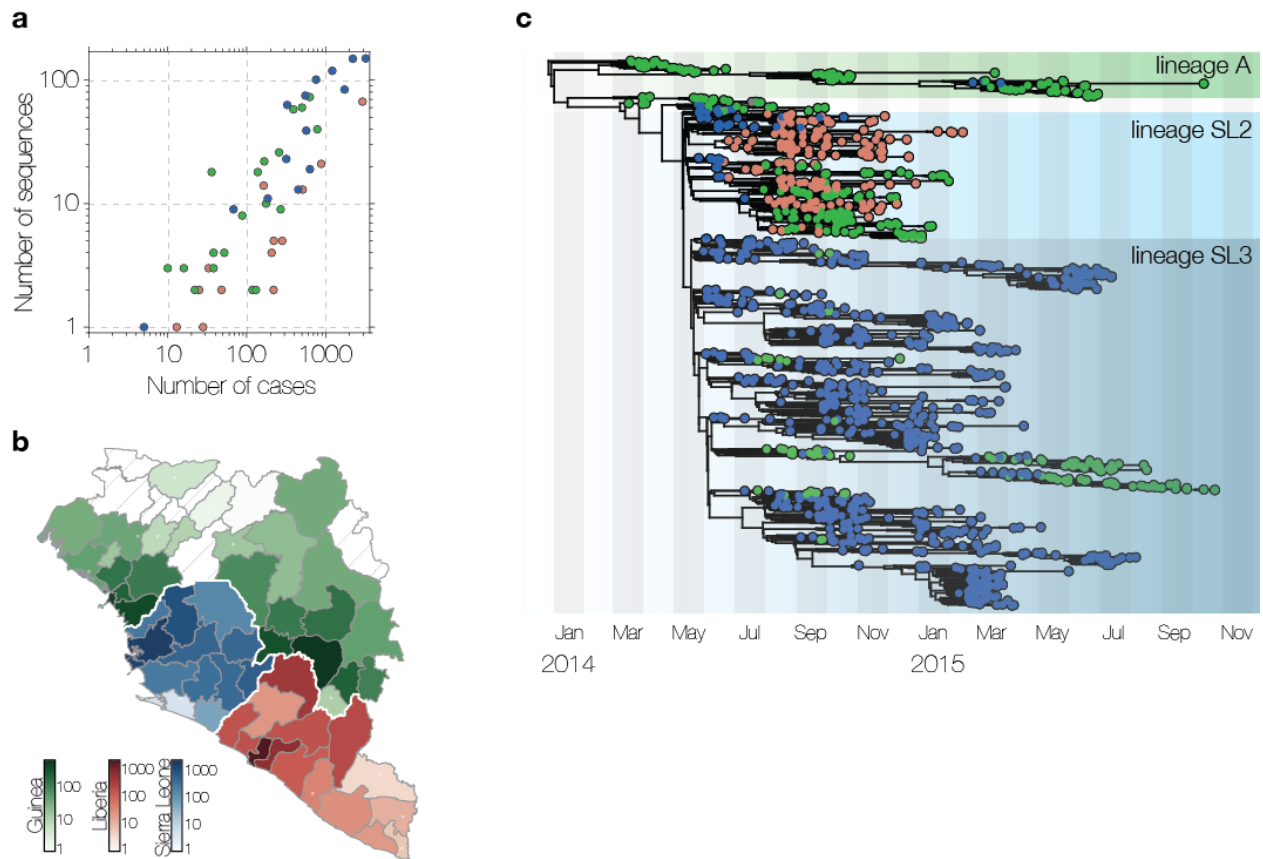 a
100
10
1
Number of sequences
1
10
100
1000
Number of cases
b
Guinea
100
10
1
Liberia
1000
100
10
1
Sierra Leone
1000
100
10
1
c
lineage A
lineage SL2
lineage SL3
Jan Mar May Jul Sep Nov Jan Mar May Jul Sep Nov
2014 2015